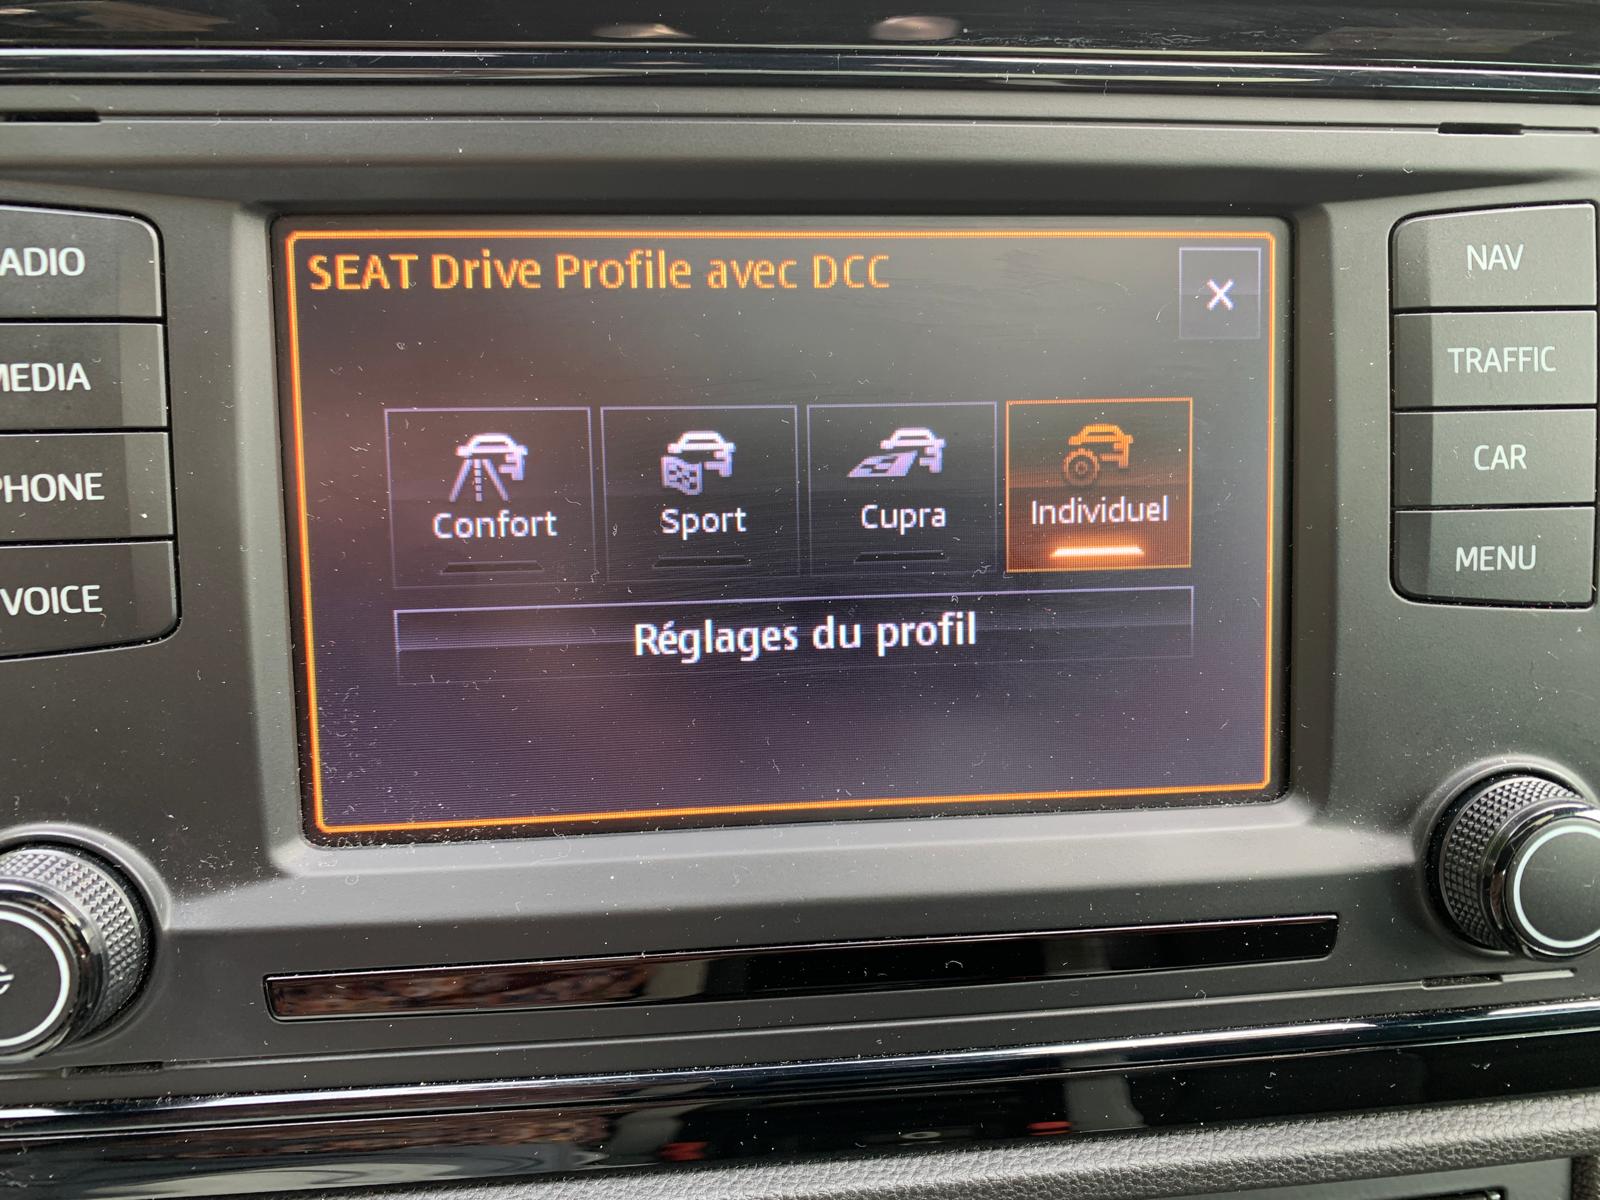 SEAT Drive Profile avec DCC
×
Confort
Sport
Cupra
Individuel
Réglages du profil
ADIO
MEDIA
PHONE
VOICE
NAV
TRAFFIC
CAR
MENU